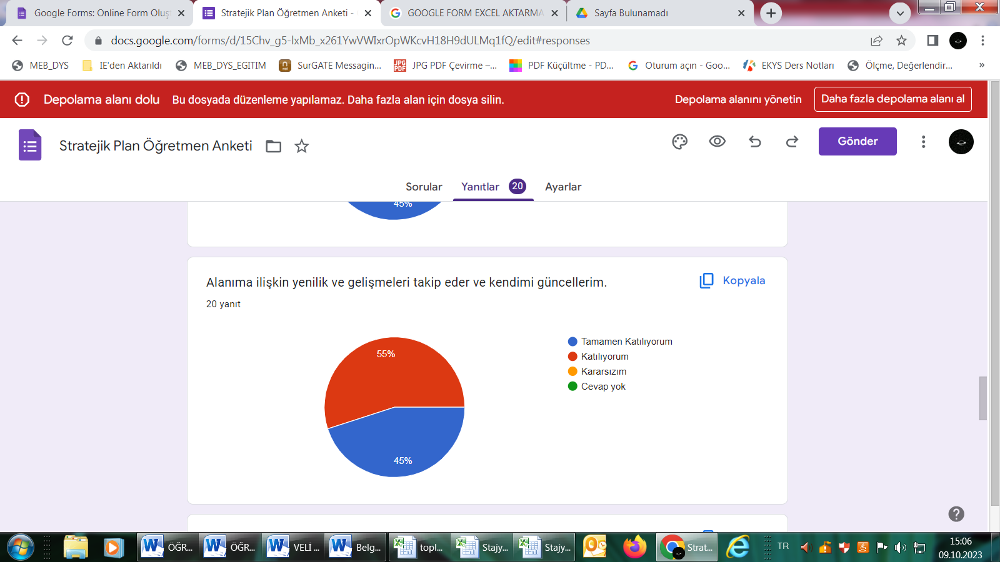 Google Forms: Online Form Oluşt
Stratejik Plan Öğretmen Anketi -
GOOGLE FORM EXCEL AKTARMA
Sayfa Bulunamadı
docs.google.com/forms/d/15Chv_g5-lxMb_x261YwVWIxrOpWKcvH18H9dULMq1fQ/edit#responses
MEB_DYS
IE'den Aktarıldı
MEB_DYS_EGITIM
SurGATE Messagin...
JPG PDF Çevirme –...
PDF Küçültme - PD...
Oturum açın - Goo...
EKYS Ders Notları
Ölçme, Değerlendir...
»
Depolama alanı dolu
Bu dosyada düzenleme yapılamaz. Daha fazla alan için dosya silin.
Depolama alanını yönetin
Daha fazla depolama alanı al
Stratejik Plan Öğretmen Anketi
Gönder
Sorular
Yanıtlar 20
Ayarlar
45%
Alanıma ilişkin yenilik ve gelişmeleri takip eder ve kendimi güncellerim.
Kopyala
20 yanıt
Tamamen Katılıyorum
Katılıyorum
Kararsızım
Cevap yok
55%
45%
ÖĞR...
ÖĞR...
VELİ ...
Belg...
topl...
Stajy...
Stajy...
Strat...
TR
15:06
09.10.2023